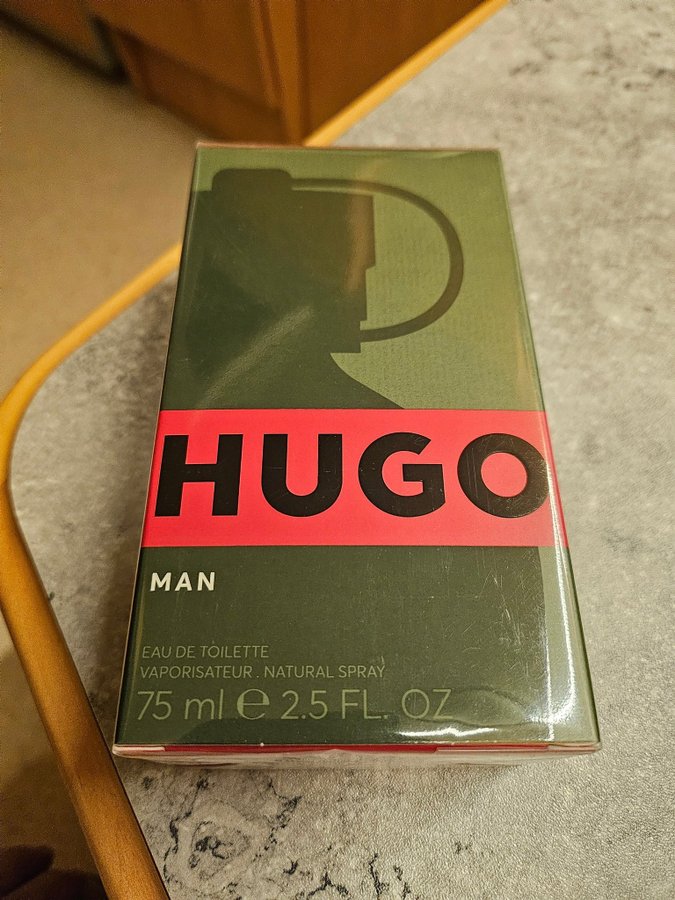 HUGO
MAN
EAU DE TOILETTE
VAPORISATEUR . NATURAL SPRAY
75 ml ℮ 2.5 FL. OZ